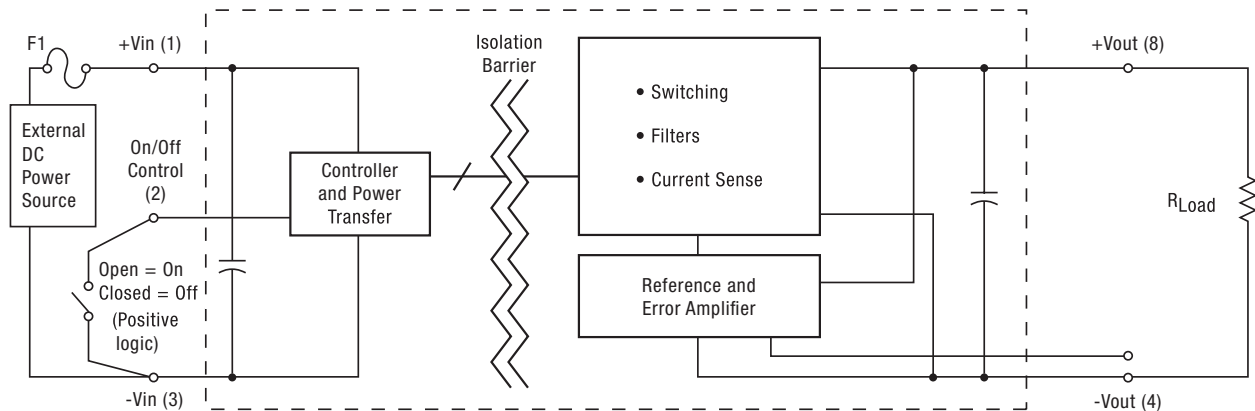 F1
+Vin (1)
External
DC
Power
Source
On/Off
Control
(2)
Open = On
Closed = Off
(Positive
logic)
-Vin (3)
Controller
and Power
Transfer
Isolation
Barrier
• Switching
• Filters
• Current Sense
Reference and
Error Amplifier
+Vout (8)
RLoad
-Vout (4)